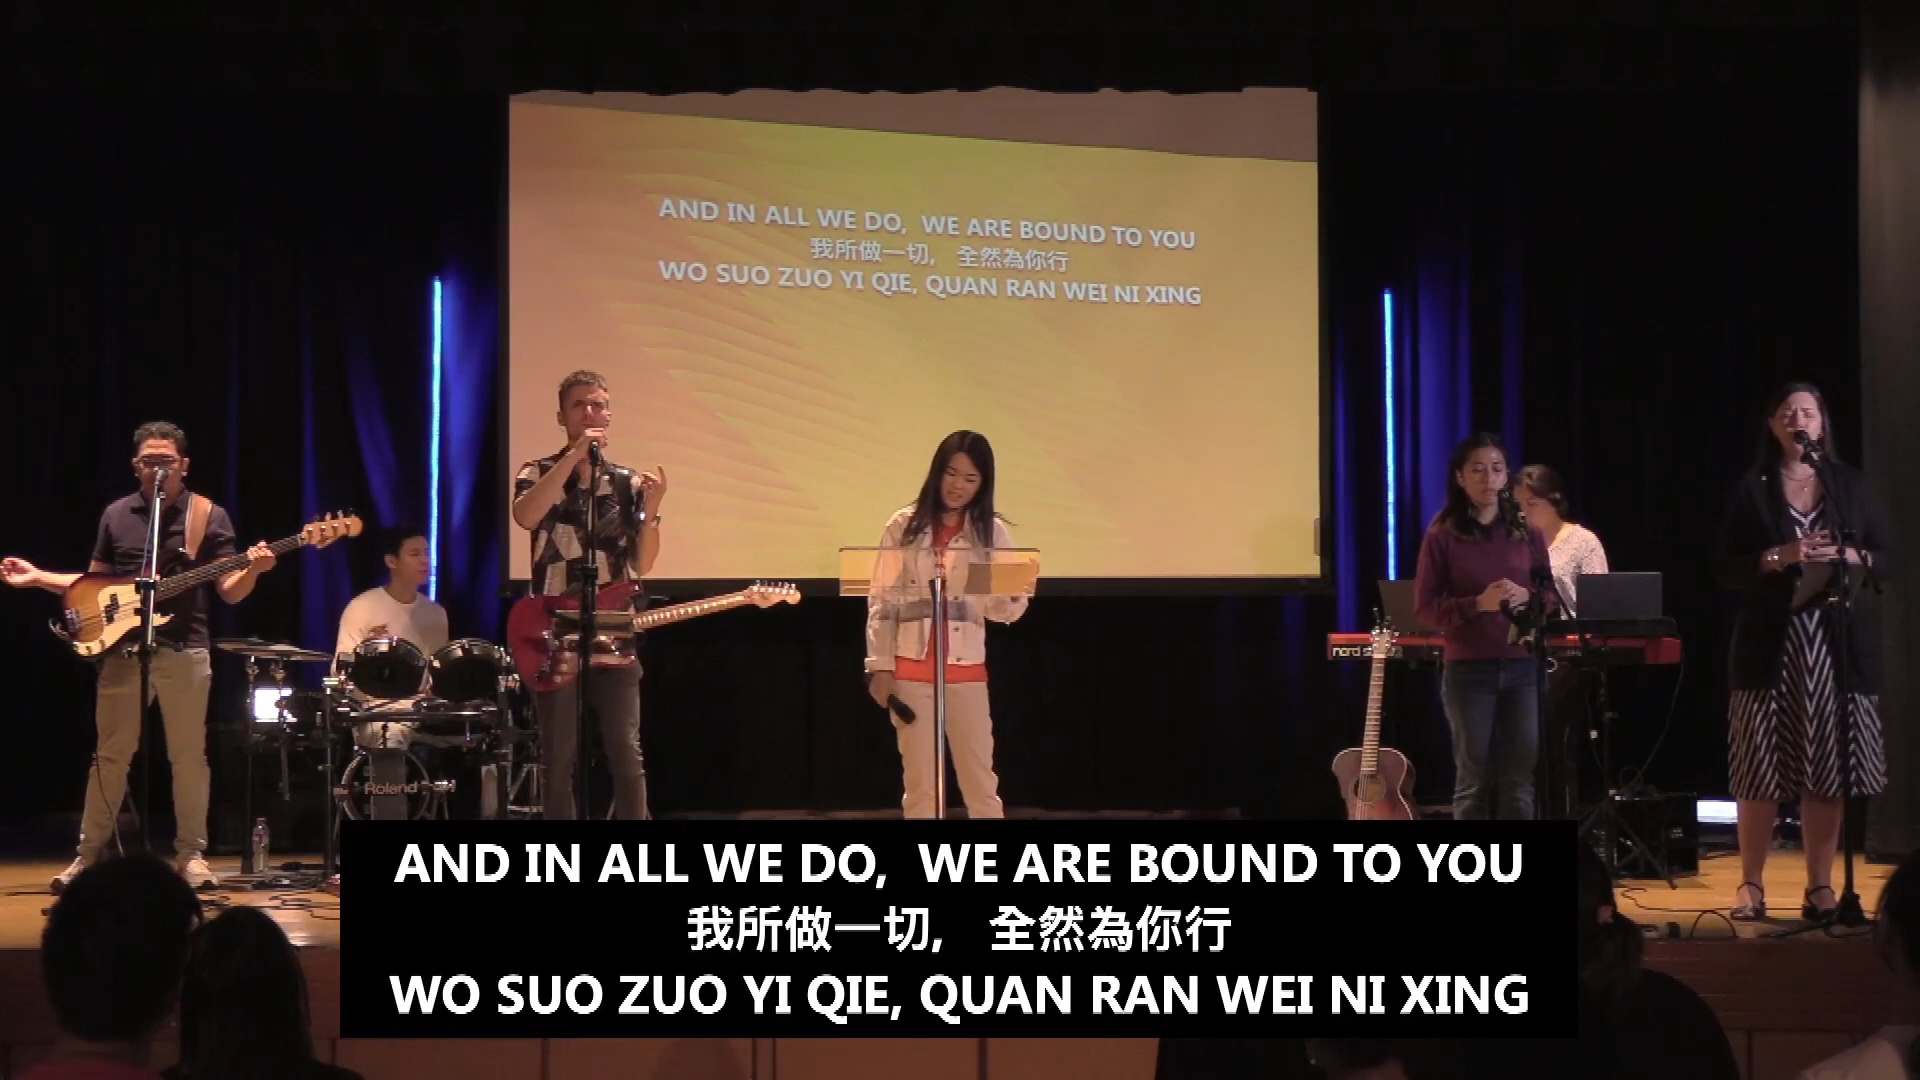 AND IN ALL WE DO, WE ARE BOUND TO YOU
我所做一切, 全然為你行
WO SUO ZUO YI QIE, QUAN RAN WEI NI XING
nord
Roland
AND IN ALL WE DO, WE ARE BOUND TO YOU
我所做一切, 全然為你行
WO SUO ZUO YI QIE, QUAN RAN WEI NI XING